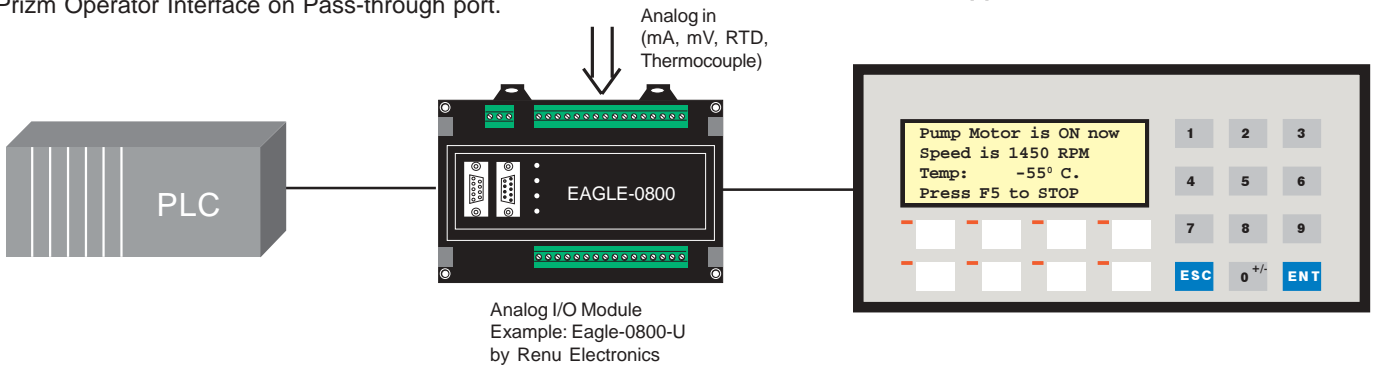 Prizm Operator Interface on Pass-through port.
Analog in
(mA, mV, RTD,
Thermocouple)
PLC
EAGLE-0800
Analog I/O Module
Example: Eagle-0800-U
by Renu Electronics
Pump Motor is ON now
Speed is 1450 RPM
Temp: -55⁰ C.
Press F5 to STOP
1 2 3
4 5 6
7 8 9
ESC 0 +/- ENT